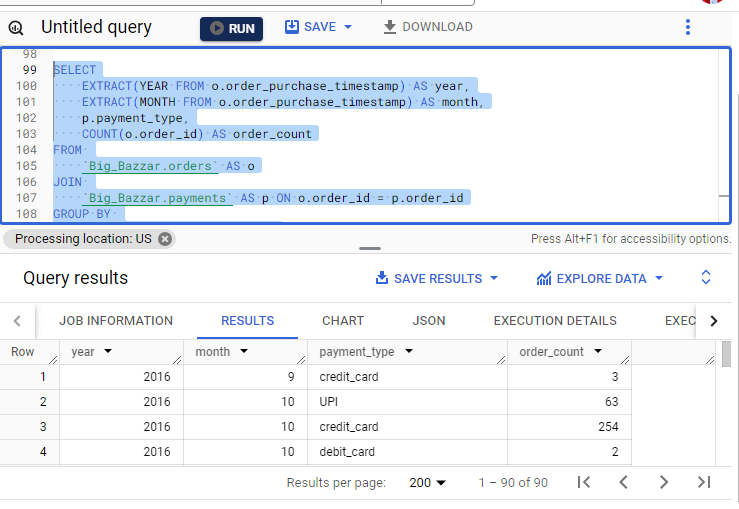 Untitled query
RUN
SAVE
DOWNLOAD
98
99 SELECT
100 EXTRACT(YEAR FROM o.order_purchase_timestamp) AS year,
101 EXTRACT(MONTH FROM o.order_purchase_timestamp) AS month,
102 p.payment_type,
103 COUNT(o.order_id) AS order_count
104 FROM
105 `Big_Bazzar.orders` AS o
106 JOIN
107 `Big_Bazzar.payments` AS p ON o.order_id = p.order_id
108 GROUP BY
Processing location: US
Press Alt+F1 for accessibility options.
Query results
SAVE RESULTS
EXPLORE DATA
JOB INFORMATION RESULTS CHART JSON EXECUTION DETAILS EXEC
Row year month payment_type order_count
1 2016 9 credit_card 3
2 2016 10 UPI 63
3 2016 10 credit_card 254
4 2016 10 debit_card 2
Results per page: 200 1 – 90 of 90